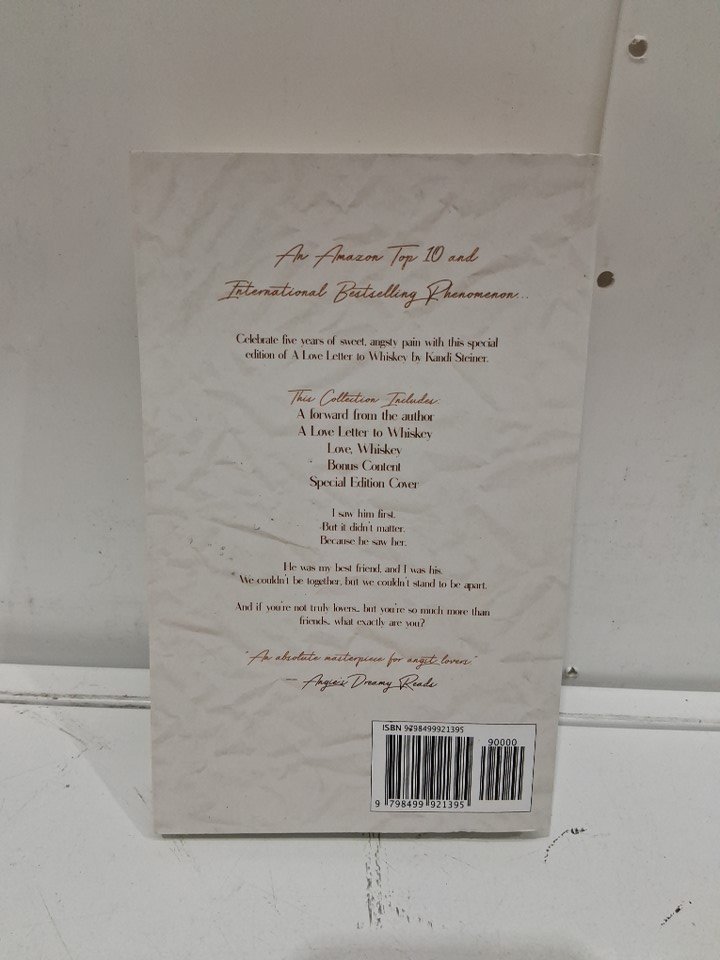 An Amazon Top 10 and
International Bestselling Phenomenon...
Celebrate five years of sweet, angsty pain with this special
edition of A Love Letter to Whiskey by Kandi Steiner.
This Collection Includes:
A forward from the author
A Love Letter to Whiskey
Love, Whiskey
Bonus Content
Special Edition Cover
I saw him first.
But it didn't matter.
Because he saw her.
He was my best friend, and I was his.
We couldn't be together, but we couldn't stand to be apart.
And if you're not truly lovers.. but you're so much more than
friends.. what exactly are you?
"An absolute masterpiece for angst lovers."
— Angie's Dreamy Reads
ISBN 9798499921395
90000
9 798499 921395